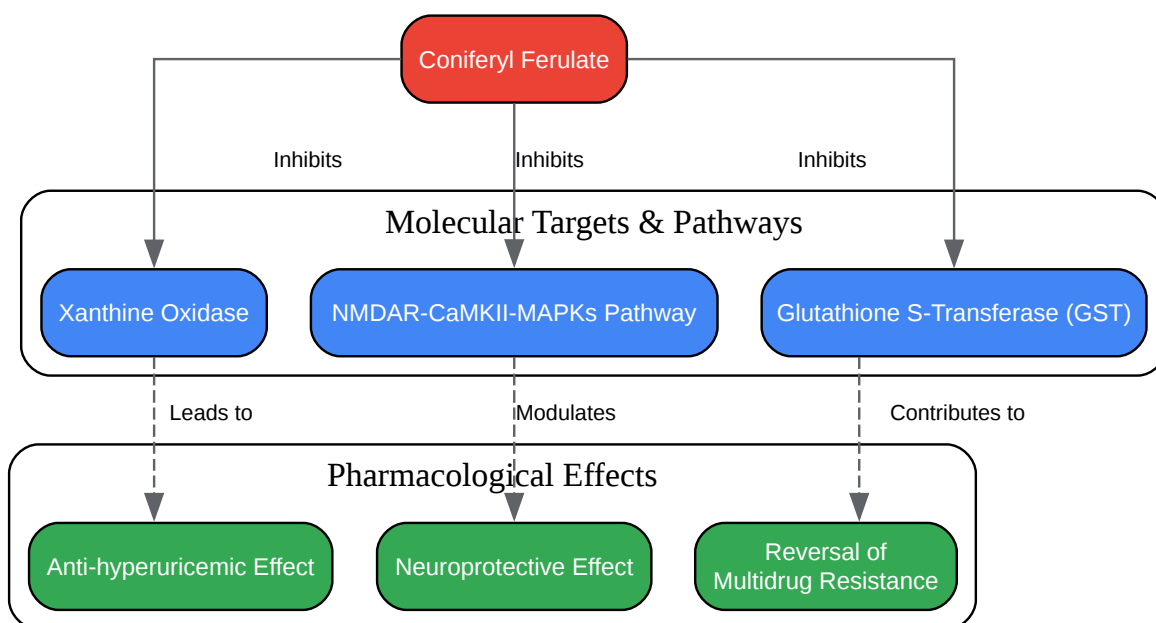 Coniferyl Ferulate
Inhibits
Inhibits
Inhibits
Molecular Targets & Pathways
Xanthine Oxidase
NMDAR-CaMKII-MAPKs Pathway
Glutathione S-Transferase (GST)
Leads to
Modulates
Contributes to
Pharmacological Effects
Anti-hyperuricemic Effect
Neuroprotective Effect
Reversal of
Multidrug Resistance